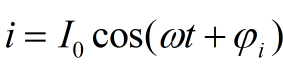 i = I₀ cos(ωt + φᵢ)